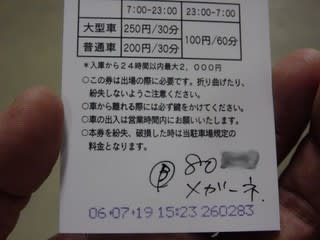 7:00-23:00 23:00-7:00
大型車 250円/30分 100円/60分
普通車 200円/30分
*入庫から24時間以内最大2,000円
○この券は出場の際に必要です。折り曲げたり、
紛失しないようご注意ください。
○車から離れる際には必ず鍵をかけてください。
○車の出入は営業時間内にお願いいたします。
○本券を紛失、破損した時は当駐車場規定の
料金となります。
P 80
メガーネ
06+07+19 15:23 260283